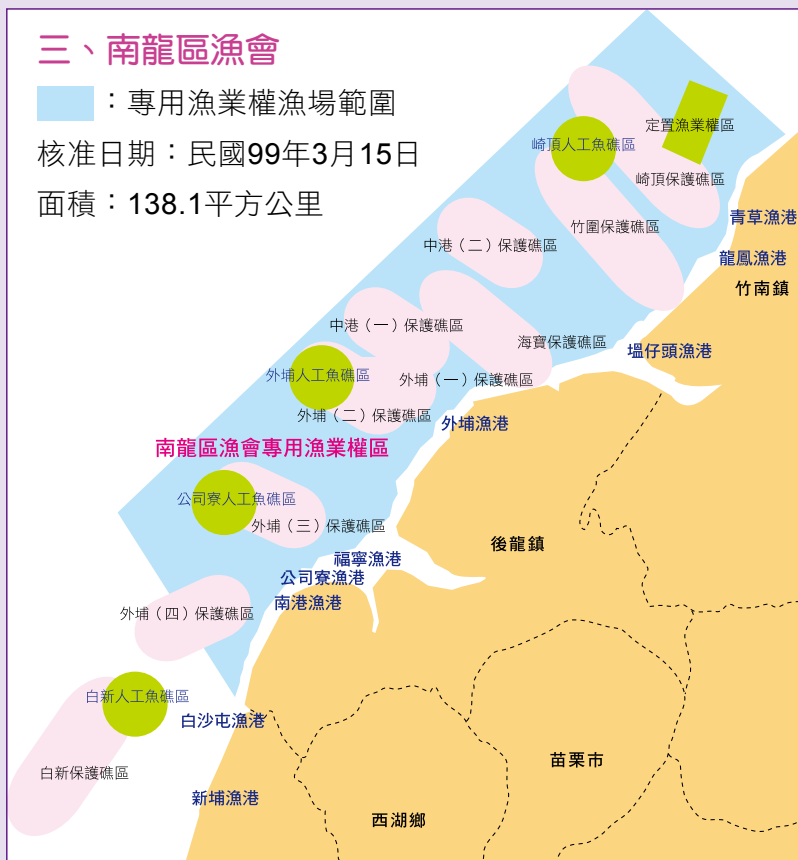 三、南龍區漁會
：專用漁業權漁場範圍
核准日期：民國99年3月15日
面積：138.1平方公里
定置漁業權區
崎頂人工魚礁區
崎頂保護礁區
青草漁港
竹圍保護礁區
中港（二）保護礁區
龍鳳漁港
竹南鎮
中港（一）保護礁區
海寶保護礁區
塭仔頭漁港
外埔人工魚礁區
外埔（一）保護礁區
外埔（二）保護礁區
外埔漁港
南龍區漁會專用漁業權區
公司寮人工魚礁區
外埔（三）保護礁區
後龍鎮
福寧漁港
公司寮漁港
南港漁港
外埔（四）保護礁區
白新人工魚礁區
白沙屯漁港
苗栗市
白新保護礁區
新埔漁港
西湖鄉